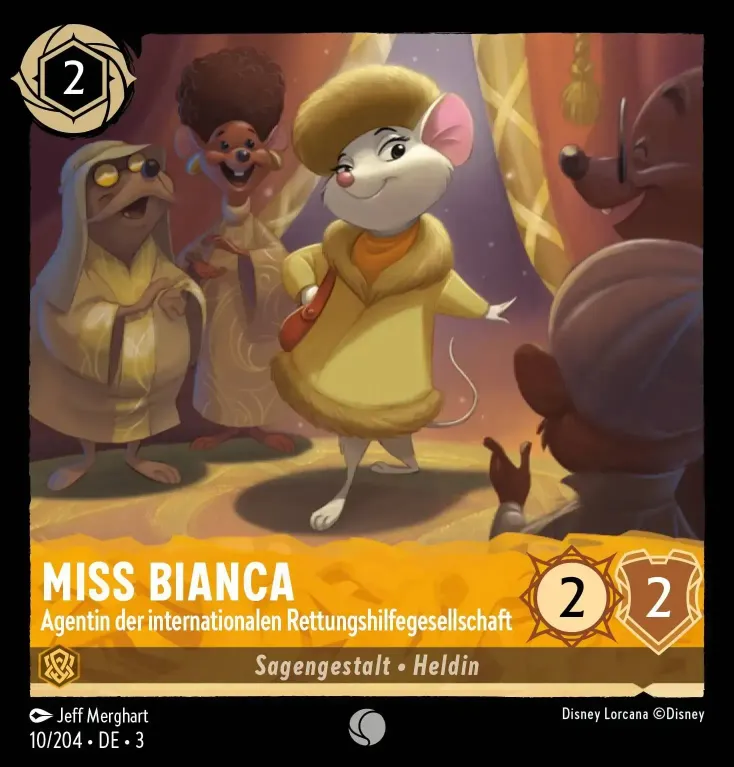 2
MISS BIANCA
Agentin der internationalen Rettungshilfegesellschaft
2
2
Sagengestalt • Heldin
Jeff Merghart
Disney Lorcana ©Disney
10/204 • DE • 3